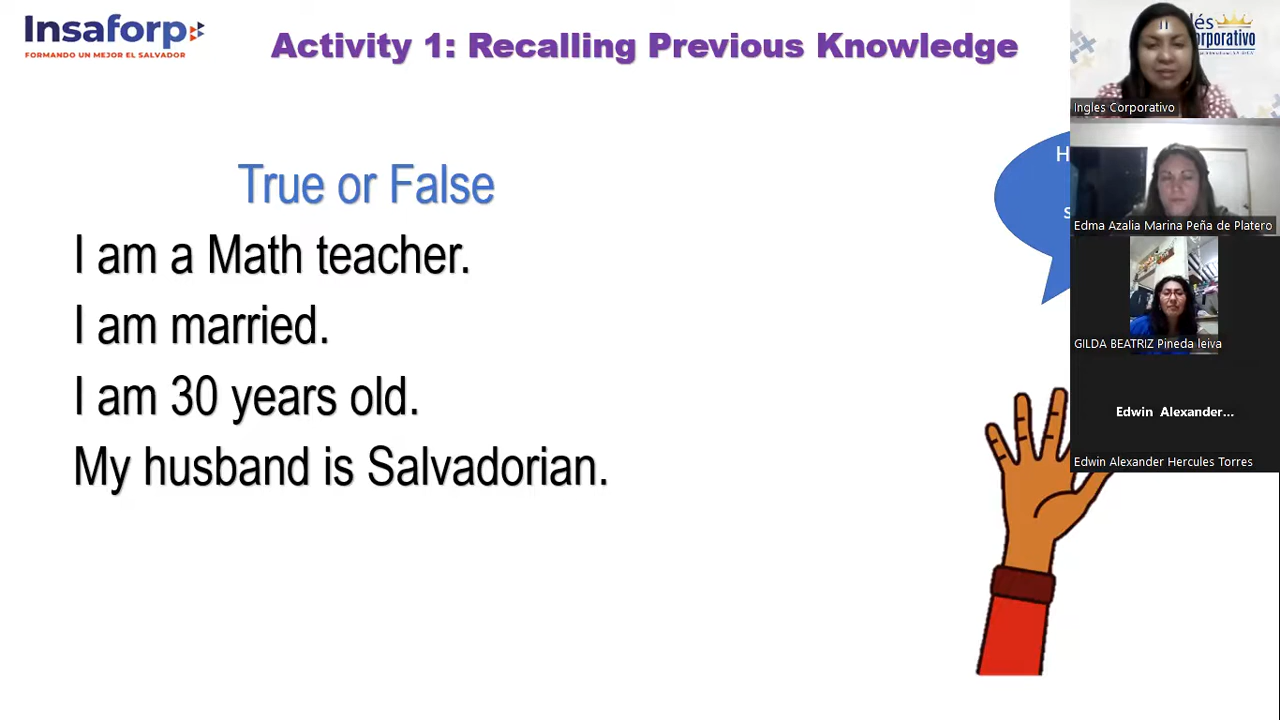 Insaforp
FORMANDO UN MEJOR EL SALVADOR
Activity 1: Recalling Previous Knowledge
True or False
I am a Math teacher.
I am married.
I am 30 years old.
My husband is Salvadorian.
Ingles Corporativo
Edma Azalia Marina Peña de Platero
GILDA BEATRIZ Pineda leiva
Edwin Alexander...
Edwin Alexander Hercules Torres